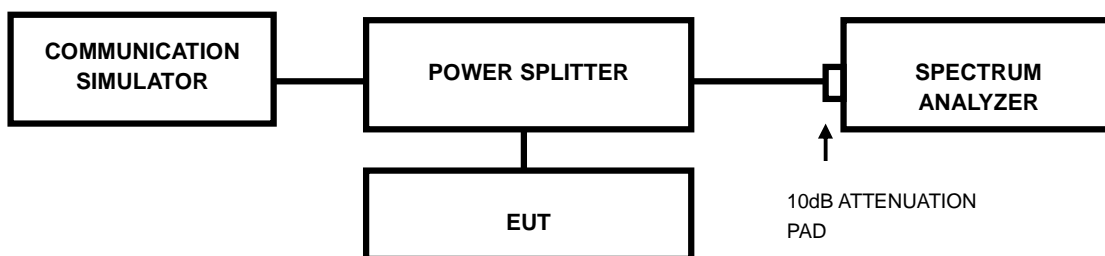 COMMUNICATION
SIMULATOR
POWER SPLITTER
SPECTRUM
ANALYZER
EUT
10dB ATTENUATION
PAD